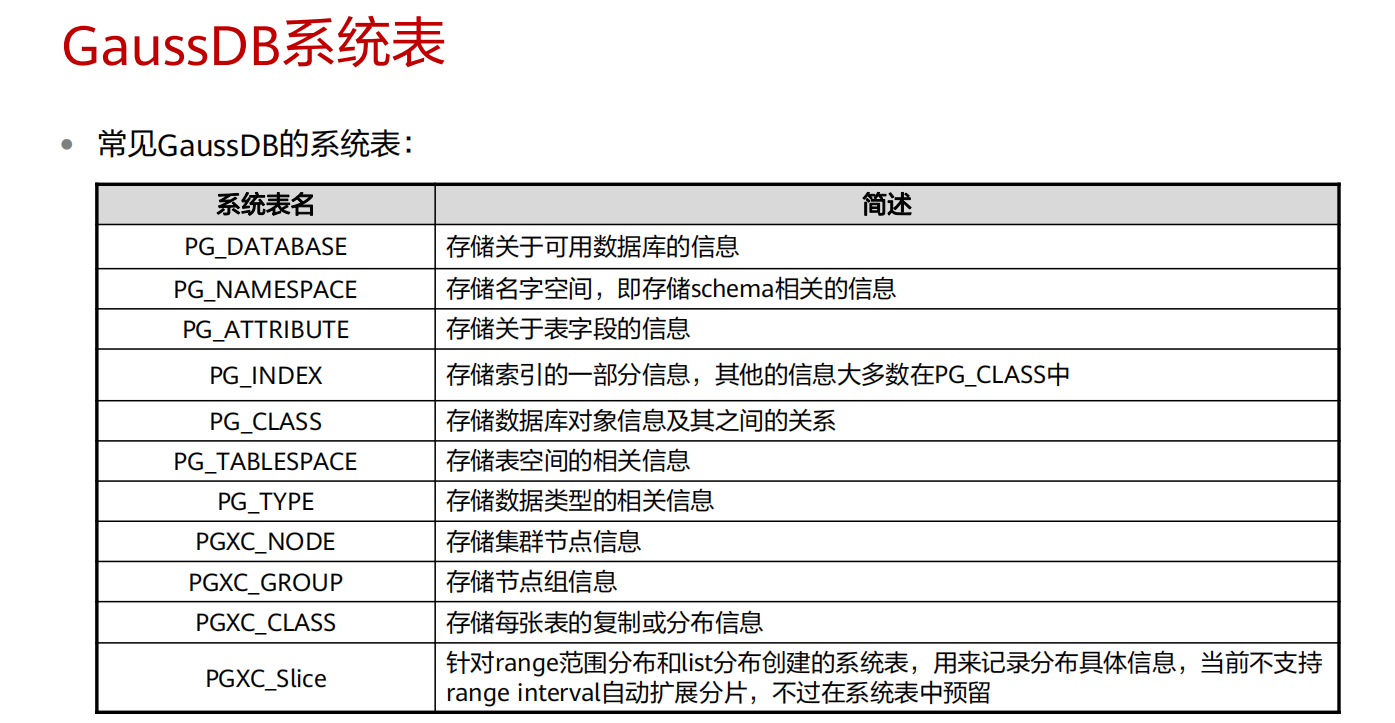 GaussDB系统表
常见GaussDB的系统表：
系统表名 简述
PG_DATABASE 存储关于可用数据库的信息
PG_NAMESPACE 存储名字空间，即存储schema相关的信息
PG_ATTRIBUTE 存储关于表字段的信息
PG_INDEX 存储索引的一部分信息，其他的信息大多数在PG_CLASS中
PG_CLASS 存储数据库对象信息及其之间的关系
PG_TABLESPACE 存储表空间的相关信息
PG_TYPE 存储数据类型的相关信息
PGXC_NODE 存储集群节点信息
PGXC_GROUP 存储节点组信息
PGXC_CLASS 存储每张表的复制或分布信息
PGXC_Slice 针对range范围分布和list分布创建的系统表，用来记录分布具体信息，当前不支持
range interval自动扩展分片，不过在系统表中预留